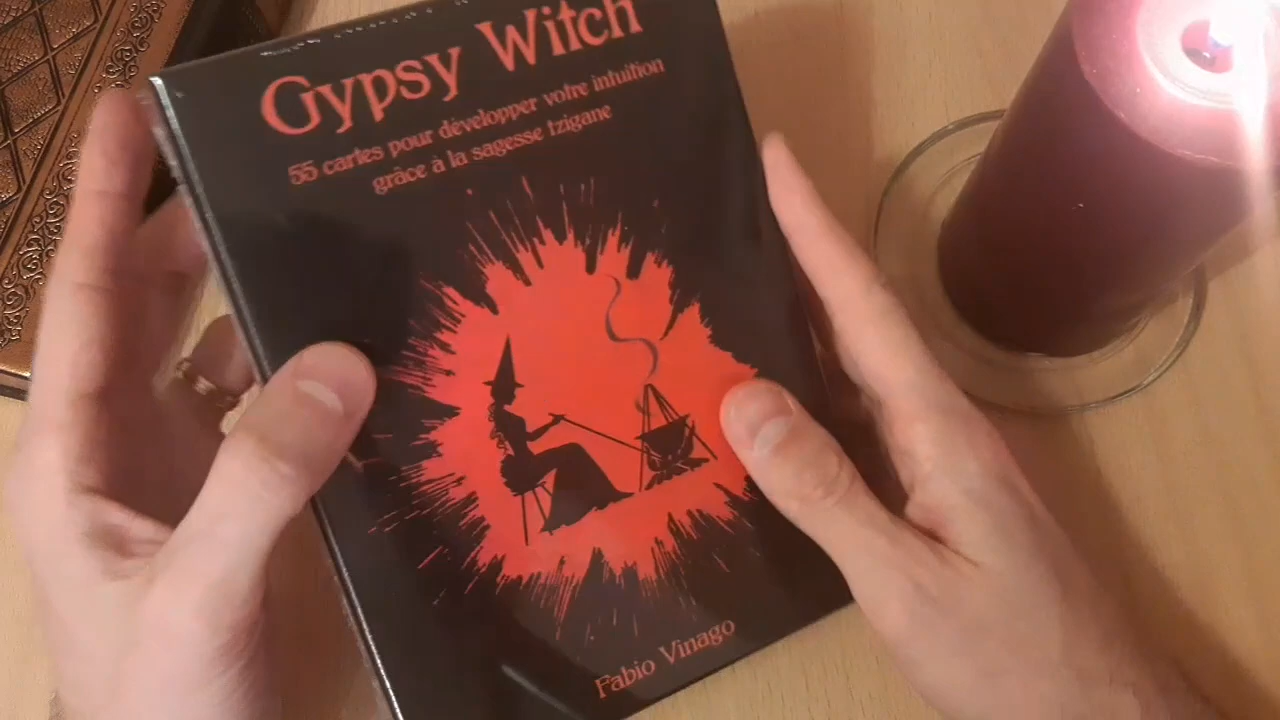 Gypsy Witch
55 cartes pour développer votre intuition
grâce à la sagesse tzigane
Fabio Vinago